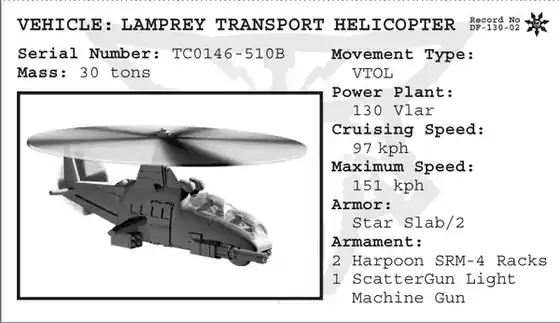 VEHICLE: LAMPREY TRANSPORT HELICOPTER
Record No
DF-130-02
Serial Number: TC0146-510B
Mass: 30 tons
Movement Type:
VTOL
Power Plant:
130 Vlar
Cruising Speed:
97 kph
Maximum Speed:
151 kph
Armor:
Star Slab/2
Armament:
2 Harpoon SRM-4 Racks
1 ScatterGun Light
Machine Gun